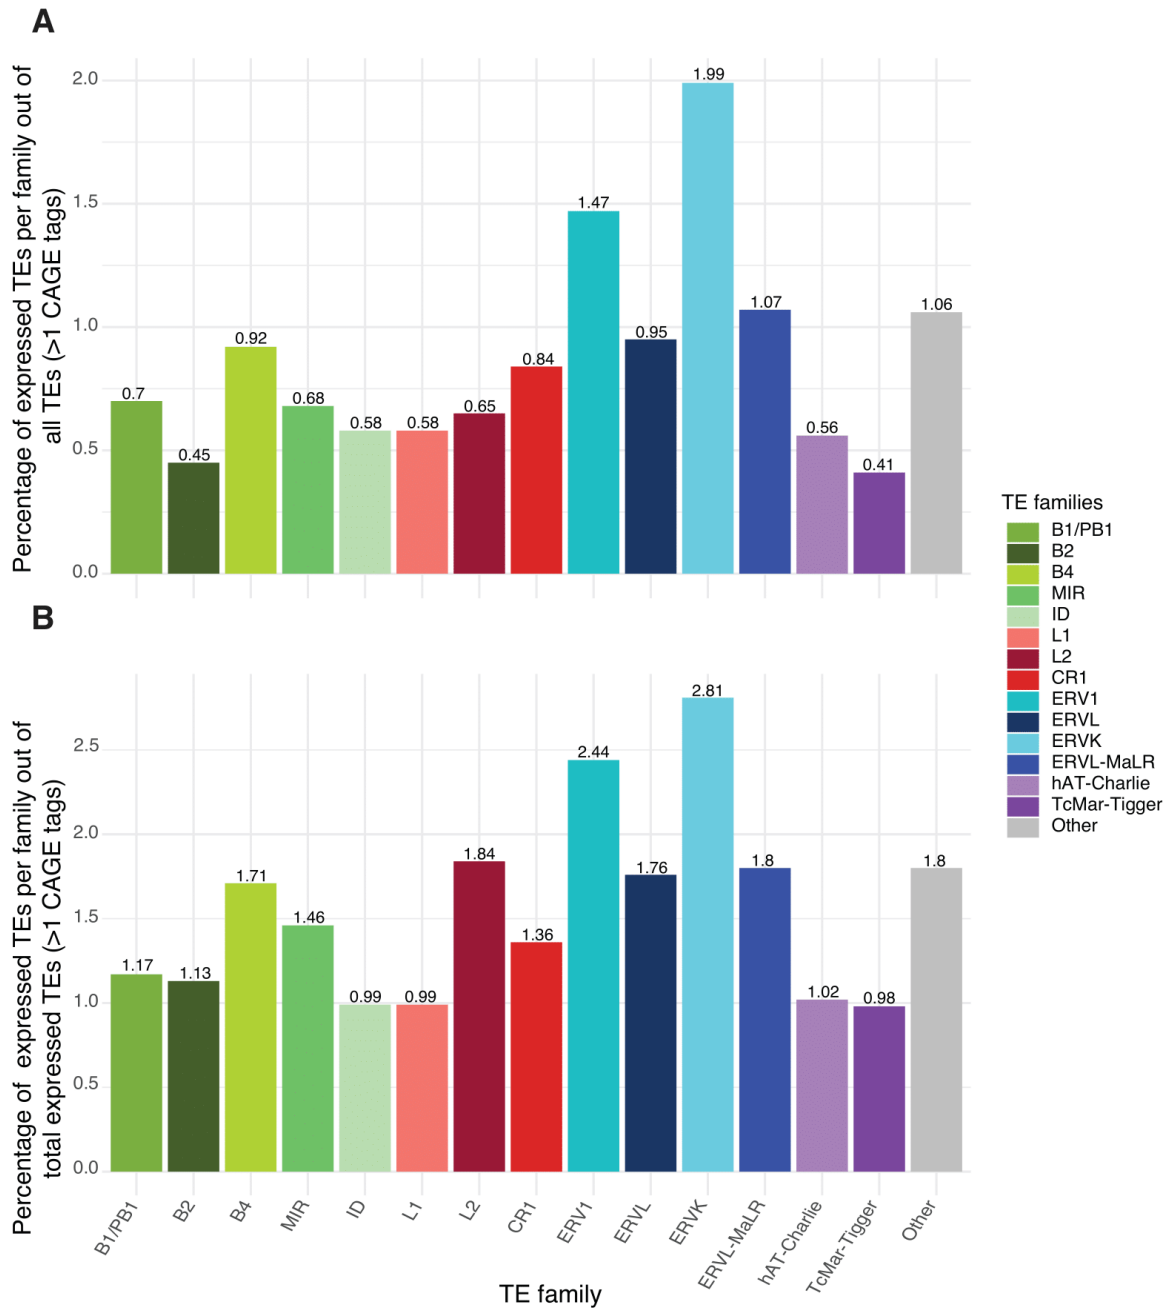 A
Percentage of expressed TEs per family out of
all TEs (>1 CAGE tags)
2.0
1.5
1.0
0.5
0.0
0.7
0.45
0.92
0.68
0.58
0.58
0.65
0.84
1.47
0.95
1.99
1.07
0.56
0.41
1.06
B
Percentage of expressed TEs per family out of
total expressed TEs (>1 CAGE tags)
2.5
2.0
1.5
1.0
0.5
0.0
1.17
1.13
1.71
1.46
0.99
0.99
1.84
1.36
2.44
1.76
2.81
1.8
1.02
0.98
1.8
B1/PB1
B2
B4
MIR
ID
L1
L2
CR1
ERV1
ERVL
ERVK
ERVL-MaLR
hAT-Charlie
TcMar-Tigger
Other
TE family
TE families
B1/PB1
B2
B4
MIR
ID
L1
L2
CR1
ERV1
ERVL
ERVK
ERVL-MaLR
hAT-Charlie
TcMar-Tigger
Other